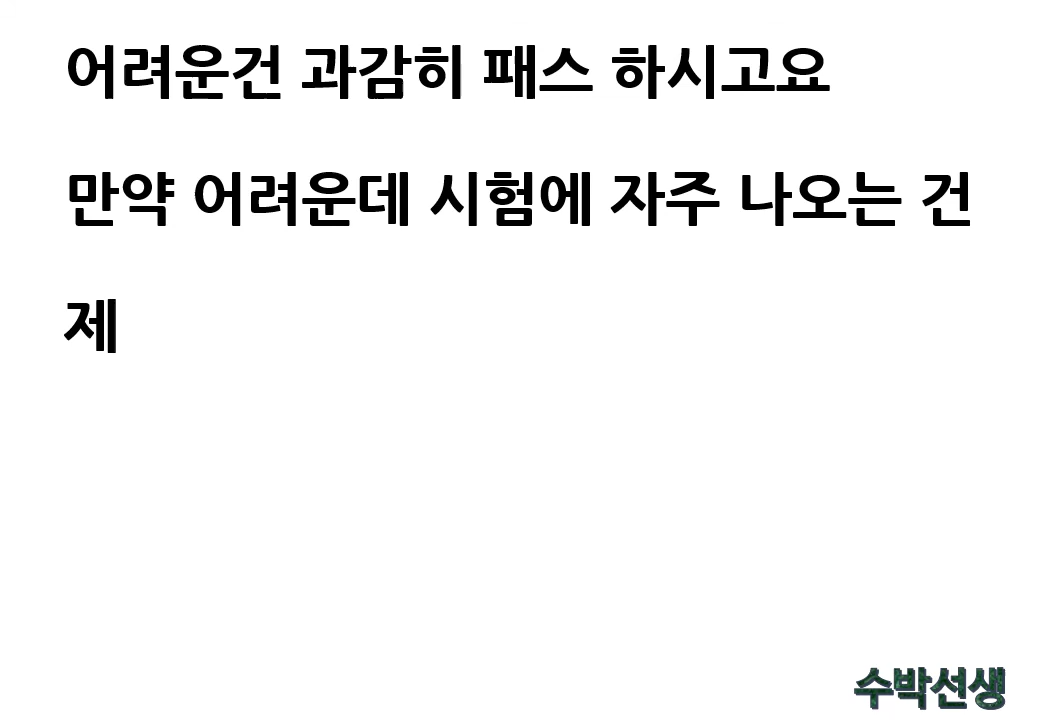 어려운건 과감히 패스 하시고요
만약 어려운데 시험에 자주 나오는 건
제
수박선생